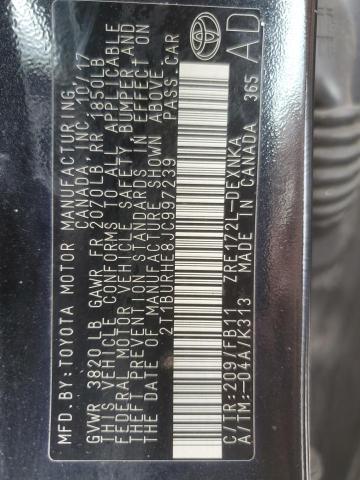 MFD.BY:TOYOTA MOTOR MANUFACTURING
CANADA, INC. 10/17
GVWR 3820LB GAWR FR 2070LB RR 1850LB
THIS VEHICLE CONFORMS TO ALL APPLICABLE
FEDERAL MOTOR VEHICLE SAFETY, BUMPER AND
THEFT PREVENTION STANDARDS IN EFFECT ON
THE DATE OF MANUFACTURE SHOWN ABOVE.
2T1BURHE8JC997239 PASS.CAR
C/TR:209/FB11 ZRE172L-DEXNKA
A/TM:-04A/K313 MADE IN CANADA 365
AD